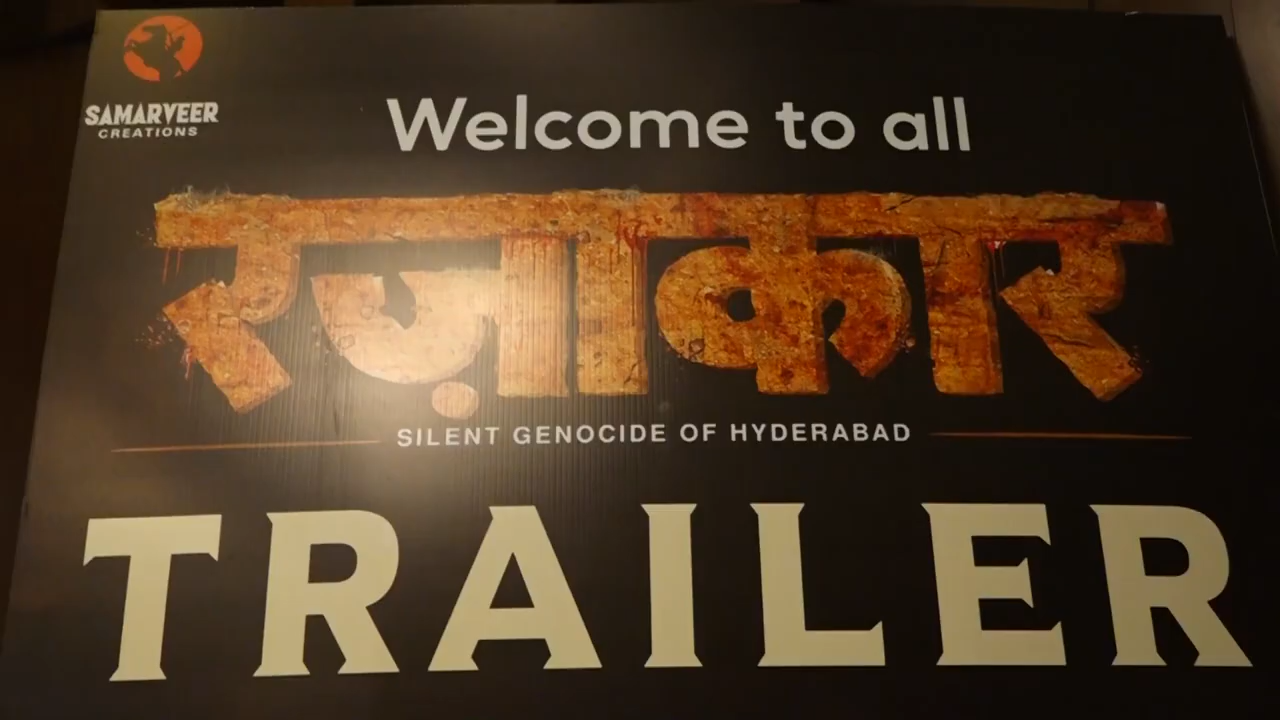 SAMARVEER
CREATIONS
Welcome to all
रज़ाकार
SILENT GENOCIDE OF HYDERABAD
TRAILER